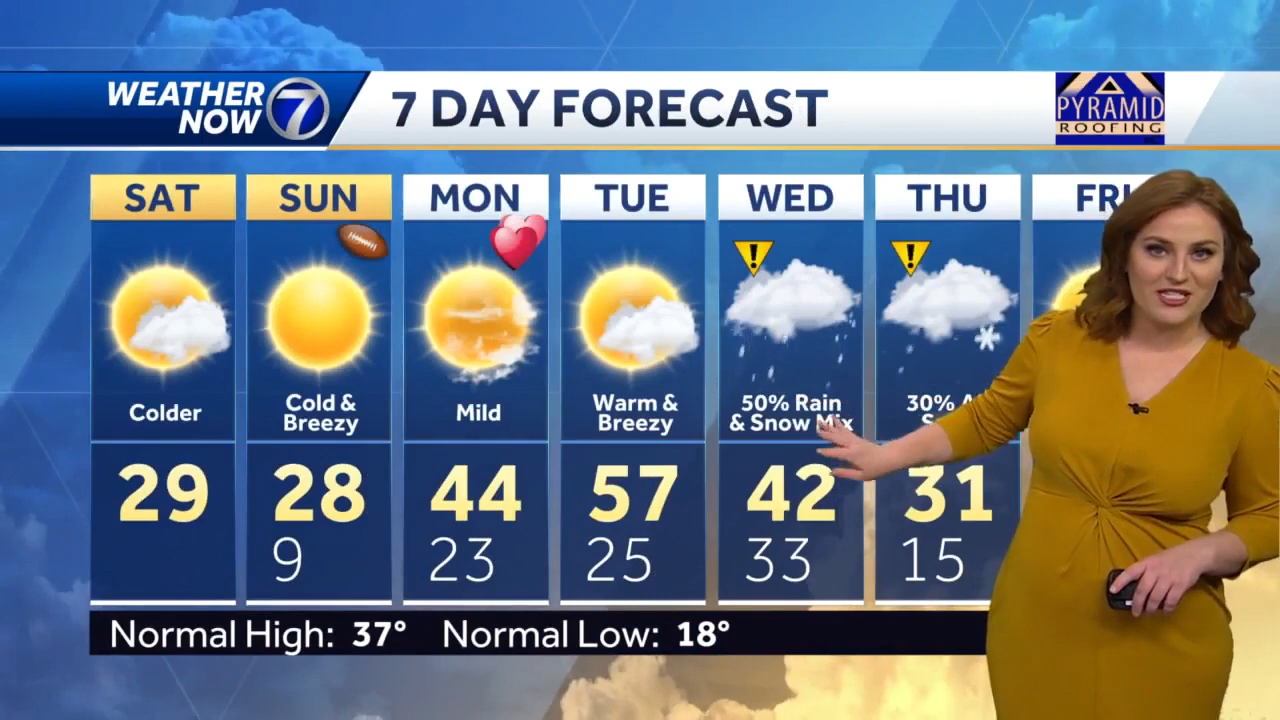 WEATHER
NOW 7
7 DAY FORECAST
PYRAMID
ROOFING
SAT
SUN
MON
TUE
WED
THU
FRI
Colder
Cold &
Breezy
Mild
Warm &
Breezy
50% Rain
& Snow Mix
30%
29
28
44
57
42
31
9
23
25
33
15
Normal High: 37° Normal Low: 18°